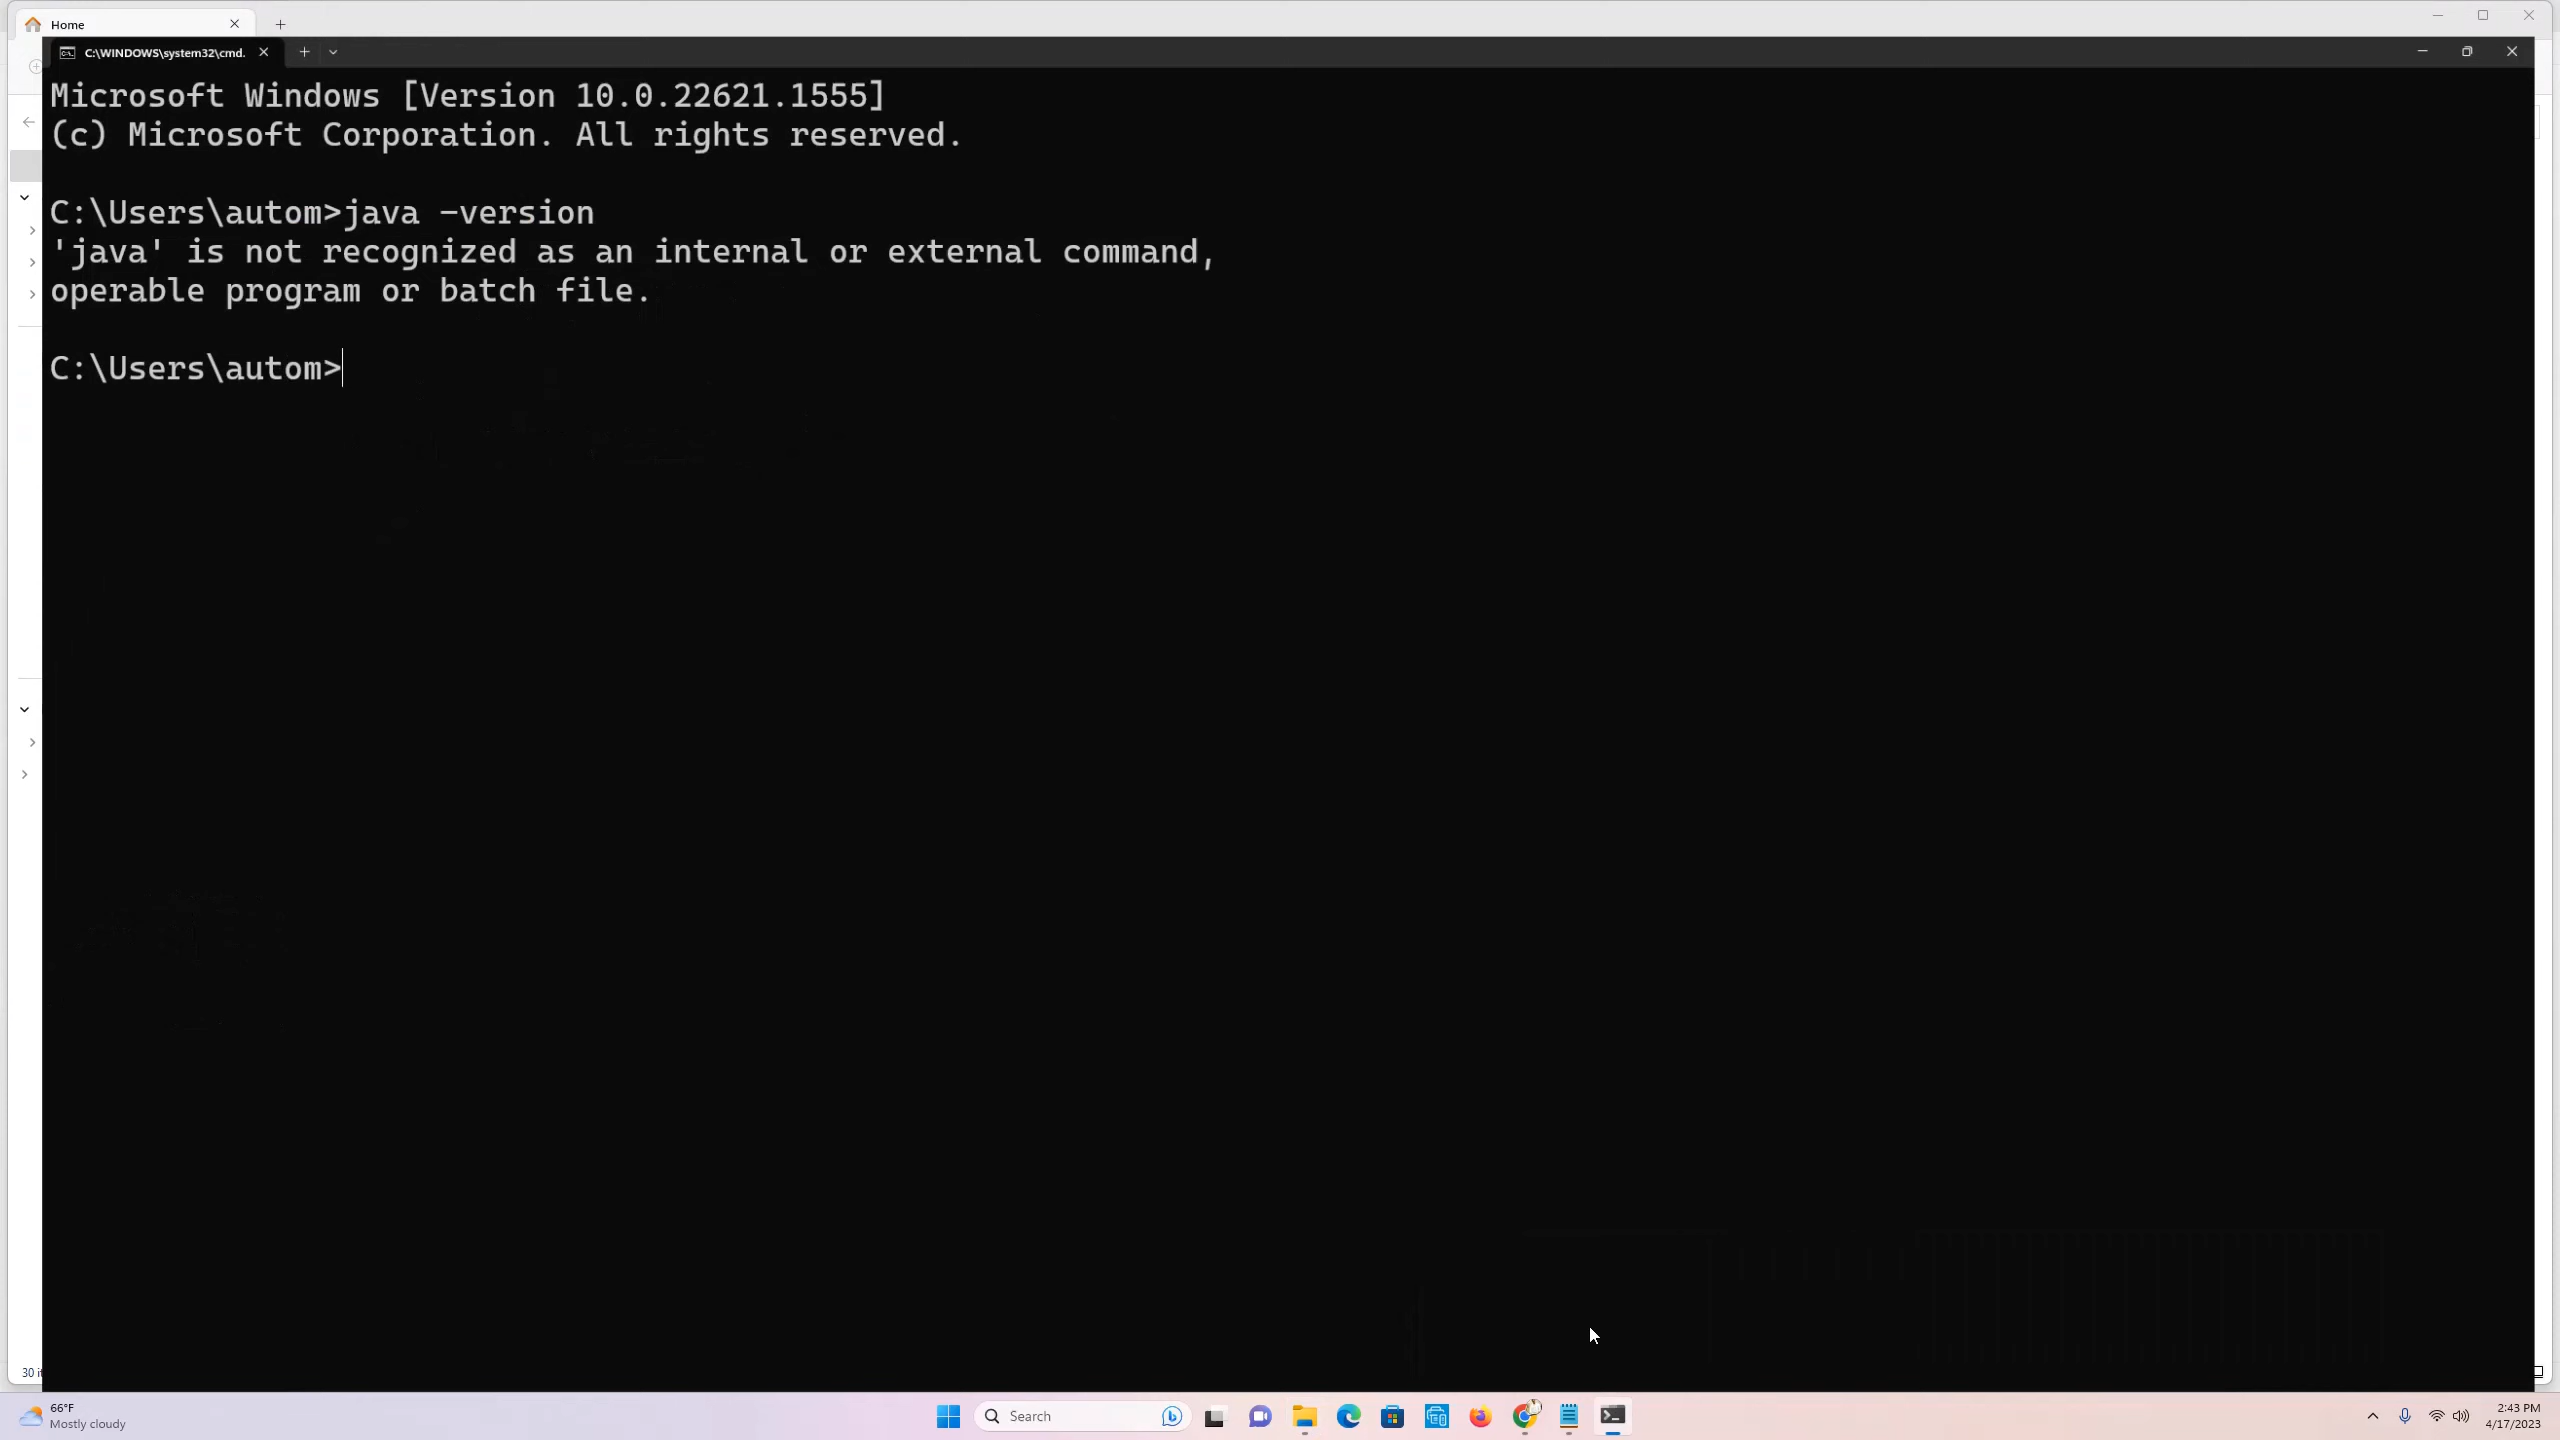 Home
C:\WINDOWS\system32\cmd.
Microsoft Windows [Version 10.0.22621.1555]
(c) Microsoft Corporation. All rights reserved.
C:\Users\autom>java -version
'java' is not recognized as an internal or external command,
operable program or batch file.
C:\Users\autom>
30
66°F
Mostly cloudy
Search
2:43 PM
4/17/2023